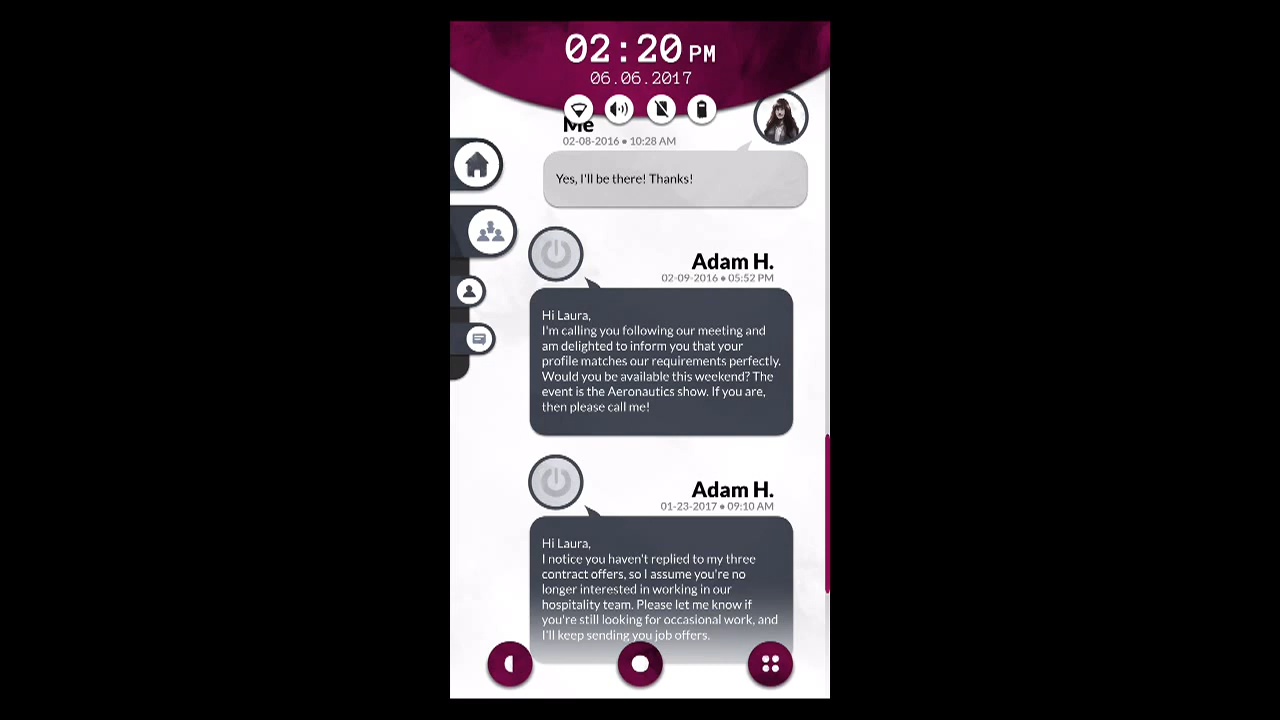 02:20 PM
06.06.2017
Me
02-08-2016 • 10:28 AM
Yes, I'll be there! Thanks!
Adam H.
02-09-2016 • 05:52 PM
Hi Laura,
I'm calling you following our meeting and
am delighted to inform you that your
profile matches our requirements perfectly.
Would you be available this weekend? The
event is the Aeronautics show. If you are,
then please call me!
Adam H.
01-23-2017 • 09:10 AM
Hi Laura,
I notice you haven't replied to my three
contract offers, so I assume you're no
longer interested in working in our
hospitality team. Please let me know if
you're still looking for occasional work, and
I'll keep sending you job offers.